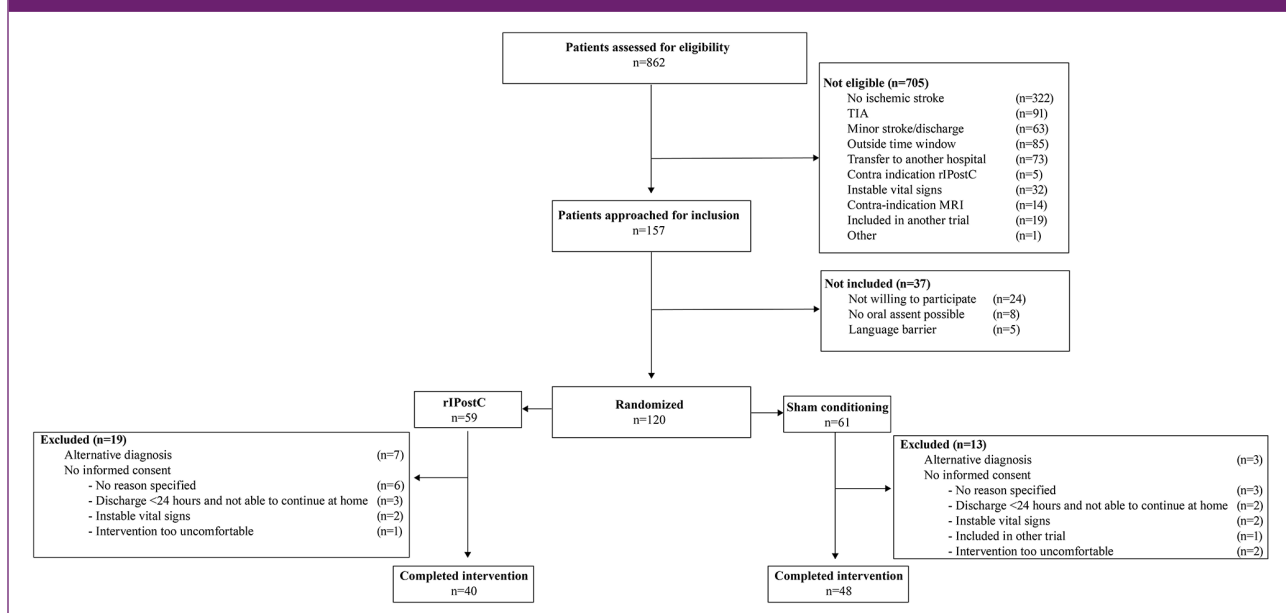 Patients assessed for eligibility
n=862
Not eligible (n=705)
No ischemic stroke (n=322)
TIA (n=91)
Minor stroke/discharge (n=63)
Outside time window (n=85)
Transfer to another hospital (n=73)
Contra indication rIPostC (n=5)
Instable vital signs (n=32)
Contra-indication MRI (n=14)
Included in another trial (n=19)
Other (n=1)
Patients approached for inclusion
n=157
Not included (n=37)
Not willing to participate (n=24)
No oral assent possible (n=8)
Language barrier (n=5)
Randomized
n=120
rIPostC
n=59
Sham conditioning
n=61
Excluded (n=19)
Alternative diagnosis (n=7)
No informed consent
- No reason specified (n=6)
- Discharge <24 hours and not able to continue at home (n=3)
- Instable vital signs (n=2)
- Intervention too uncomfortable (n=1)
Excluded (n=13)
Alternative diagnosis (n=3)
No informed consent
- No reason specified (n=3)
- Discharge <24 hours and not able to continue at home (n=2)
- Instable vital signs (n=2)
- Included in other trial (n=1)
- Intervention too uncomfortable (n=2)
Completed intervention
n=40
Completed intervention
n=48